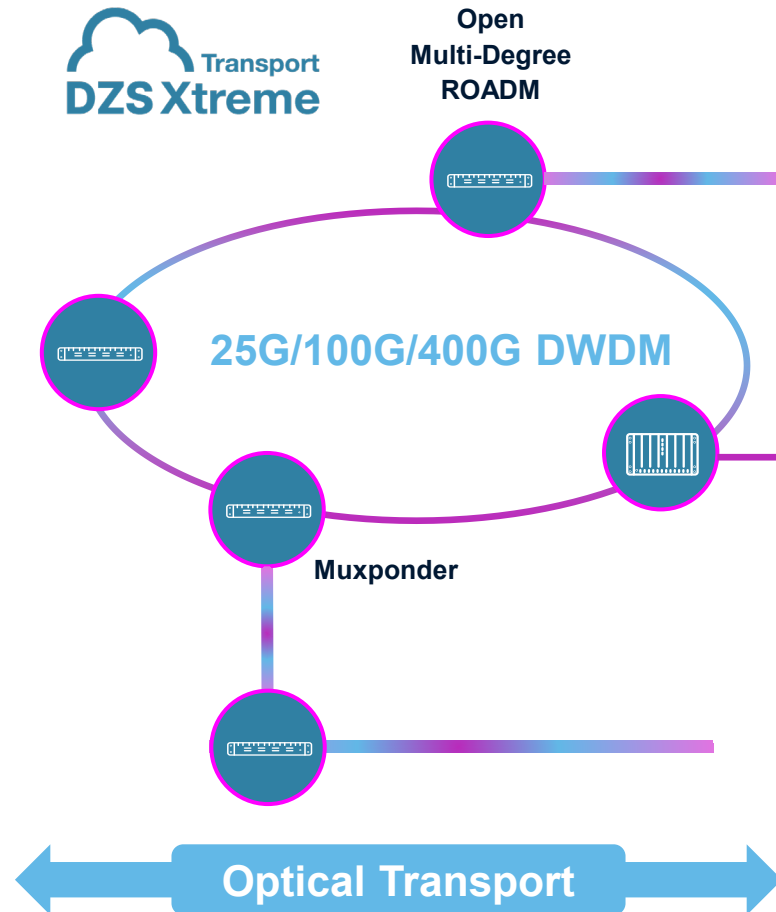 Transport
DZS Xtreme
Open
Multi-Degree
ROADM
25G/100G/400G DWDM
Muxponder
Optical Transport